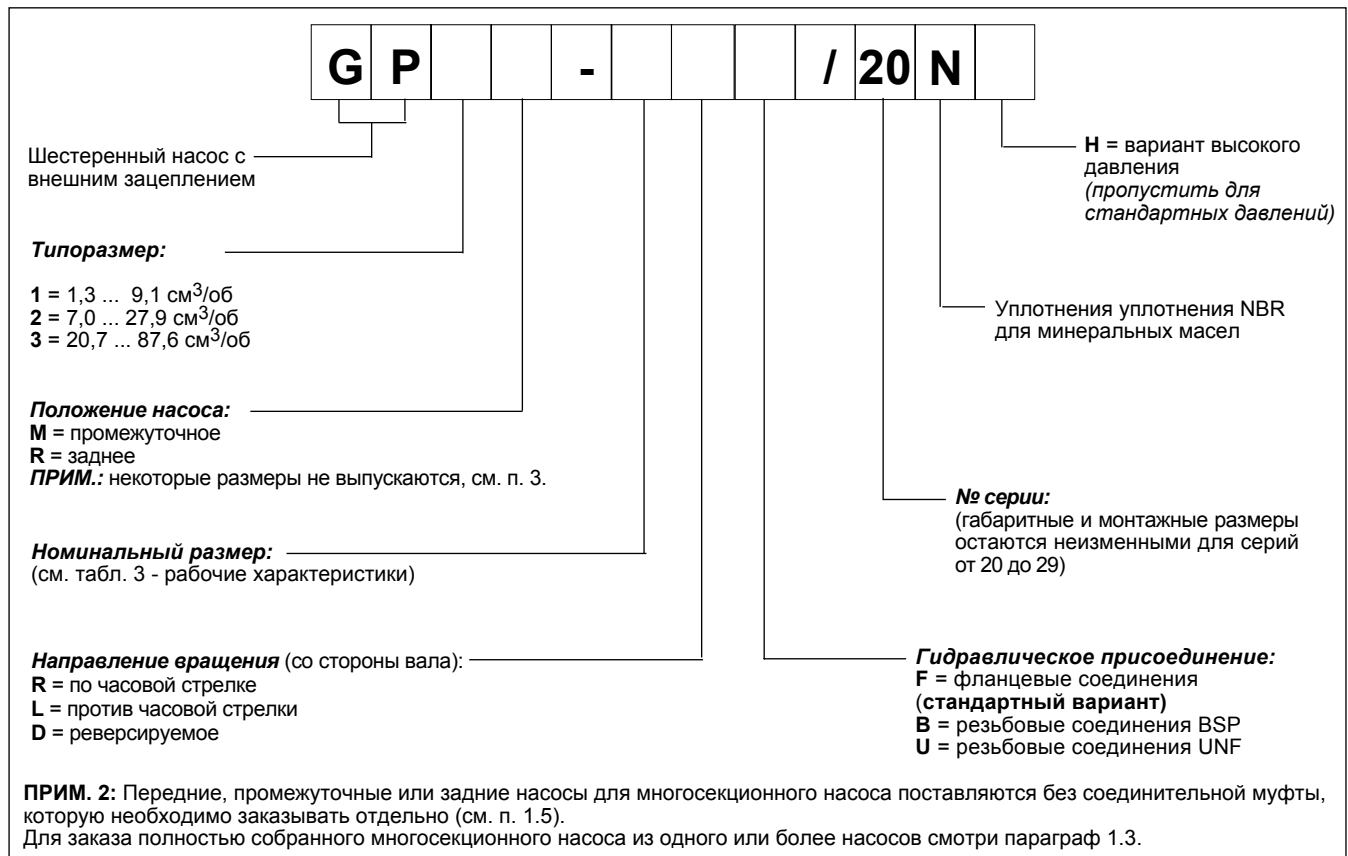 G P - / 20 N
Шестеренный насос с
внешним зацеплением
H = вариант высокого
давления
(пропустить для
стандартных давлений)
Типоразмер:
1 = 1,3 ... 9,1 см³/об
2 = 7,0 ... 27,9 см³/об
3 = 20,7 ... 87,6 см³/об
Уплотнения уплотнения NBR
для минеральных масел
Положение насоса:
M = промежуточное
R = заднее
ПРИМ.: некоторые размеры не выпускаются, см. п. 3.
№ серии:
(габаритные и монтажные размеры
остаются неизменными для серий
от 20 до 29)
Номинальный размер:
(см. табл. 3 - рабочие характеристики)
Направление вращения (со стороны вала):
R = по часовой стрелке
L = против часовой стрелки
D = реверсируемое
Гидравлическое присоединение:
F = фланцевые соединения
(стандартный вариант)
B = резьбовые соединения BSP
U = резьбовые соединения UNF
ПРИМ. 2: Передние, промежуточные или задние насосы для многосекционного насоса поставляются без соединительной муфты,
которую необходимо заказывать отдельно (см. п. 1.5).
Для заказа полностью собранного многосекционного насоса из одного или более насосов смотри параграф 1.3.